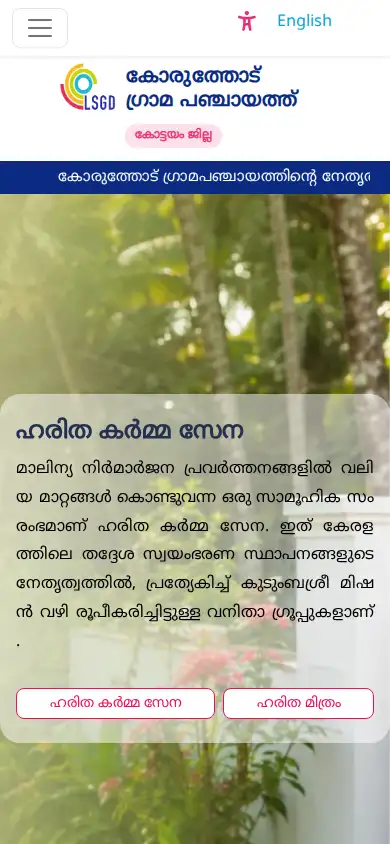 English
LSGD
കോരുത്തോട്
ഗ്രാമ പഞ്ചായത്ത്
കോട്ടയം ജില്ല
കോരുത്തോട് ഗ്രാമപഞ്ചായത്തിന്റെ
ഹരിത കർമ്മ സേന
മാലിന്യ നിർമാർജന പ്രവർത്തനങ്ങളിൽ വലി
യ മാറ്റങ്ങൾ കൊണ്ടുവന്ന ഒരു സാമൂഹിക സം
രംഭമാണ് ഹരിത കർമ്മ സേന. ഇത് കേരള
ത്തിലെ തദ്ദേശ സ്വയംഭരണ സ്ഥാപനങ്ങളുടെ
നേതൃത്വത്തിൽ, പ്രത്യേകിച്ച് കുടുംബശ്രീ മിഷ
ൻ വഴി രൂപീകരിച്ചിട്ടുള്ള വനിതാ ഗ്രൂപ്പുകളാണ്
.
ഹരിത കർമ്മ സേന
ഹരിത മിത്രം